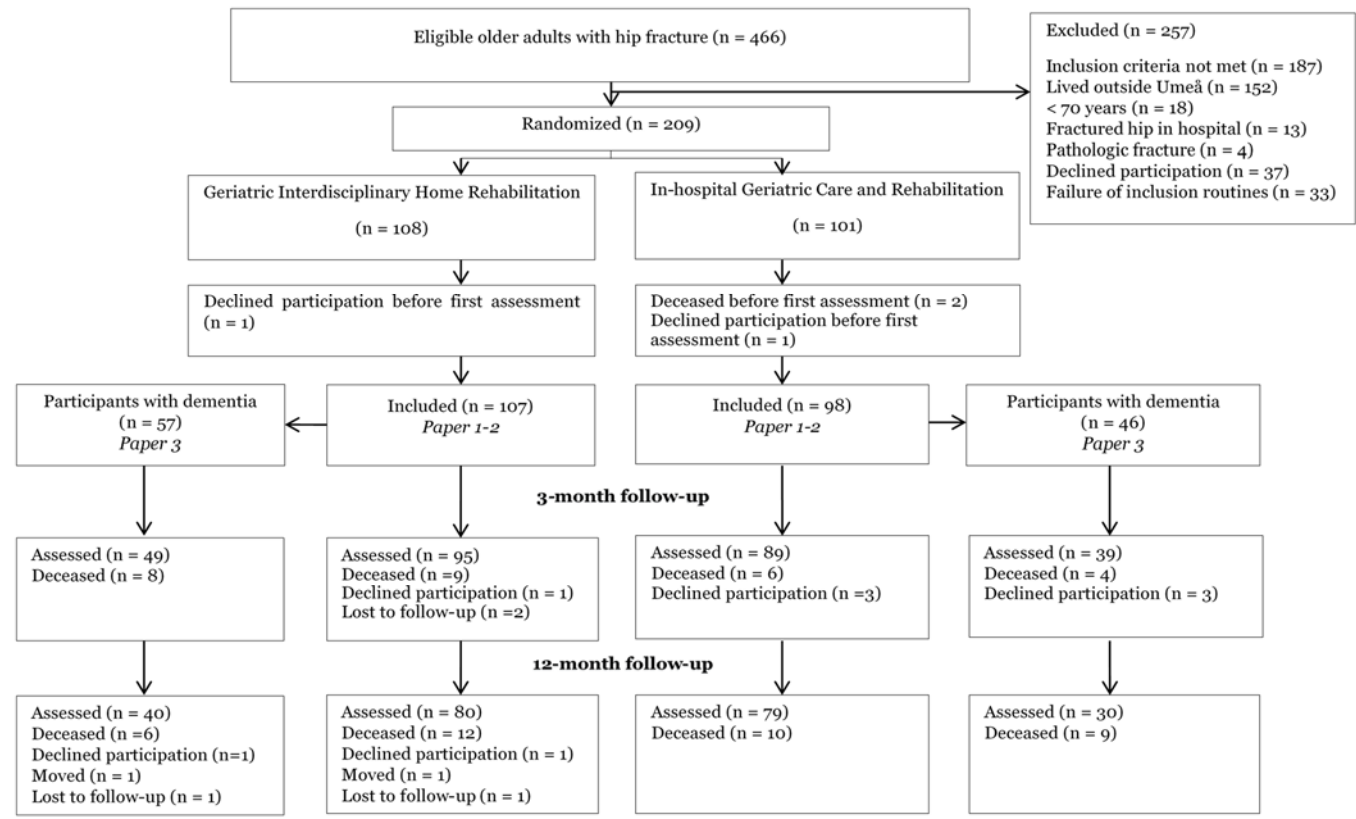 Eligible older adults with hip fracture (n = 466)
Excluded (n = 257)
Inclusion criteria not met (n = 187)
Lived outside Umeå (n = 152)
< 70 years (n = 18)
Fractured hip in hospital (n = 13)
Pathologic fracture (n = 4)
Declined participation (n = 37)
Failure of inclusion routines (n = 33)
Randomized (n = 209)
Geriatric Interdisciplinary Home Rehabilitation
(n = 108)
In-hospital Geriatric Care and Rehabilitation
(n = 101)
Declined participation before first assessment
(n = 1)
Deceased before first assessment (n = 2)
Declined participation before first
assessment (n = 1)
Participants with dementia
(n = 57)
Paper 3
Included (n = 107)
Paper 1-2
Included (n = 98)
Paper 1-2
Participants with dementia
(n = 46)
Paper 3
3-month follow-up
Assessed (n = 49)
Deceased (n = 8)
Assessed (n = 95)
Deceased (n =9)
Declined participation (n = 1)
Lost to follow-up (n =2)
Assessed (n = 89)
Deceased (n = 6)
Declined participation (n =3)
Assessed (n = 39)
Deceased (n = 4)
Declined participation (n = 3)
12-month follow-up
Assessed (n = 40)
Deceased (n =6)
Declined participation (n=1)
Moved (n = 1)
Lost to follow-up (n = 1)
Assessed (n = 80)
Deceased (n = 12)
Declined participation (n = 1)
Moved (n = 1)
Lost to follow-up (n = 1)
Assessed (n = 79)
Deceased (n = 10)
Assessed (n = 30)
Deceased (n = 9)